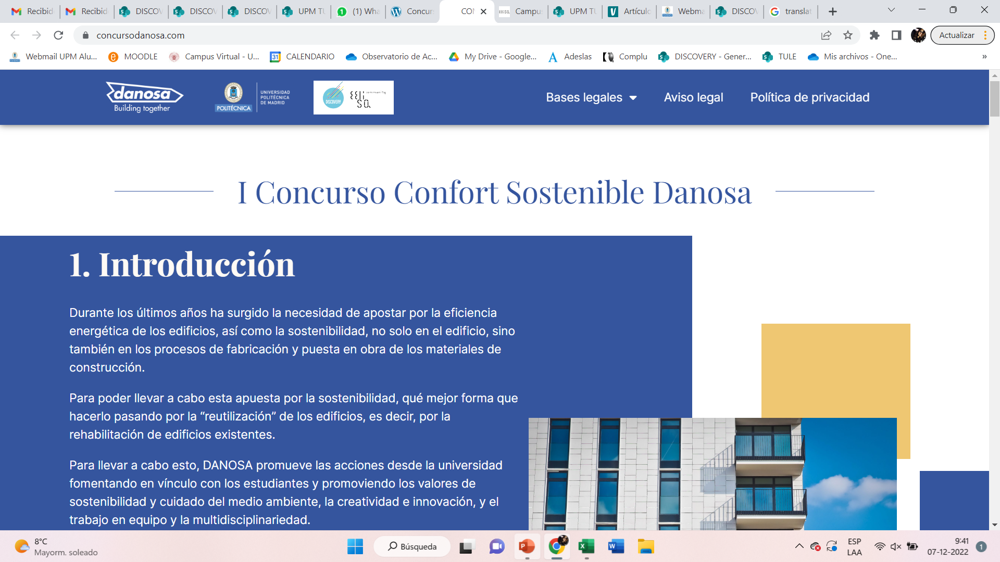 Recibid
Recibid
DISCOV
DISCOV
DISCOV
UPM TU
(1) Wha
Concur
CON
Campu
UPM TU
Artículo
Webma
DISCOV
translat
concursodanosa.com
Actualizar
Webmail UPM Alu...
MOODLE
Campus Virtual - U...
31
CALENDARIO
Observatorio de Ac...
My Drive - Google...
Adeslas
Complu
DISCOVERY - Gener...
TULE
Mis archivos - One...
»
danosa
Building together
POLITÉCNICA
UNIVERSIDAD
POLITÉCNICA
DE MADRID
DISCOVERY
community
Bases legales
Aviso legal
Política de privacidad
I Concurso Confort Sostenible Danosa
1. Introducción
Durante los últimos años ha surgido la necesidad de apostar por la eficiencia
energética de los edificios, así como la sostenibilidad, no solo en el edificio, sino
también en los procesos de fabricación y puesta en obra de los materiales de
construcción.
Para poder llevar a cabo esta apuesta por la sostenibilidad, qué mejor forma que
hacerlo pasando por la “reutilización” de los edificios, es decir, por la
rehabilitación de edificios existentes.
Para llevar a cabo esto, DANOSA promueve las acciones desde la universidad
fomentando en vínculo con los estudiantes y promoviendo los valores de
sostenibilidad y cuidado del medio ambiente, la creatividad e innovación, y el
trabajo en equipo y la multidisciplinariedad.
8°C
Mayorm. soleado
Búsqueda
ESP
LAA
9:41
07-12-2022
1